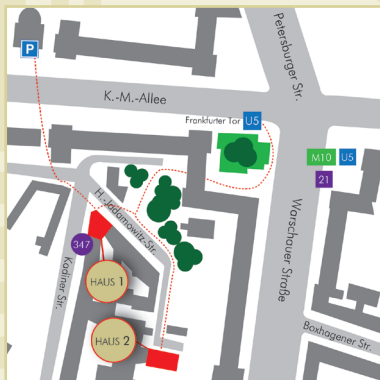 Petersburger Str.
P
K.-M.-Allee
Frankfurter Tor U5
M10 U5
21
H.-Jadamowitz-Str.
Warschauer Straße
347
Kadiner Str.
HAUS 1
HAUS 2
Boxhagener Str.